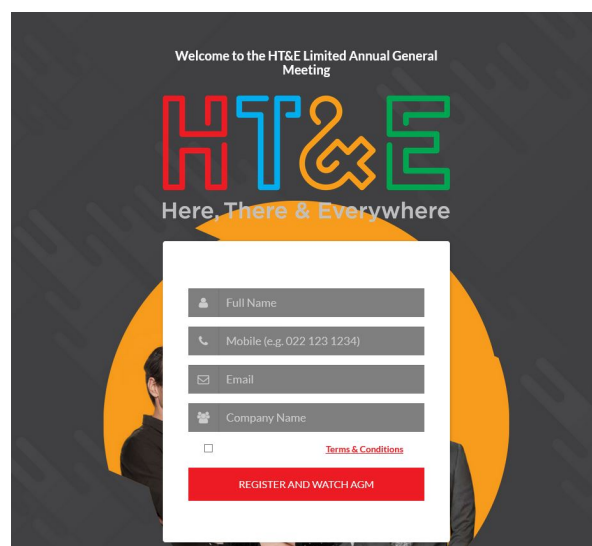 Welcome to the HT&E Limited Annual General
Meeting
HT&E
Here, There & Everywhere
Full Name
Mobile (e.g. 022 123 1234)
Email
Company Name
Terms & Conditions
REGISTER AND WATCH AGM